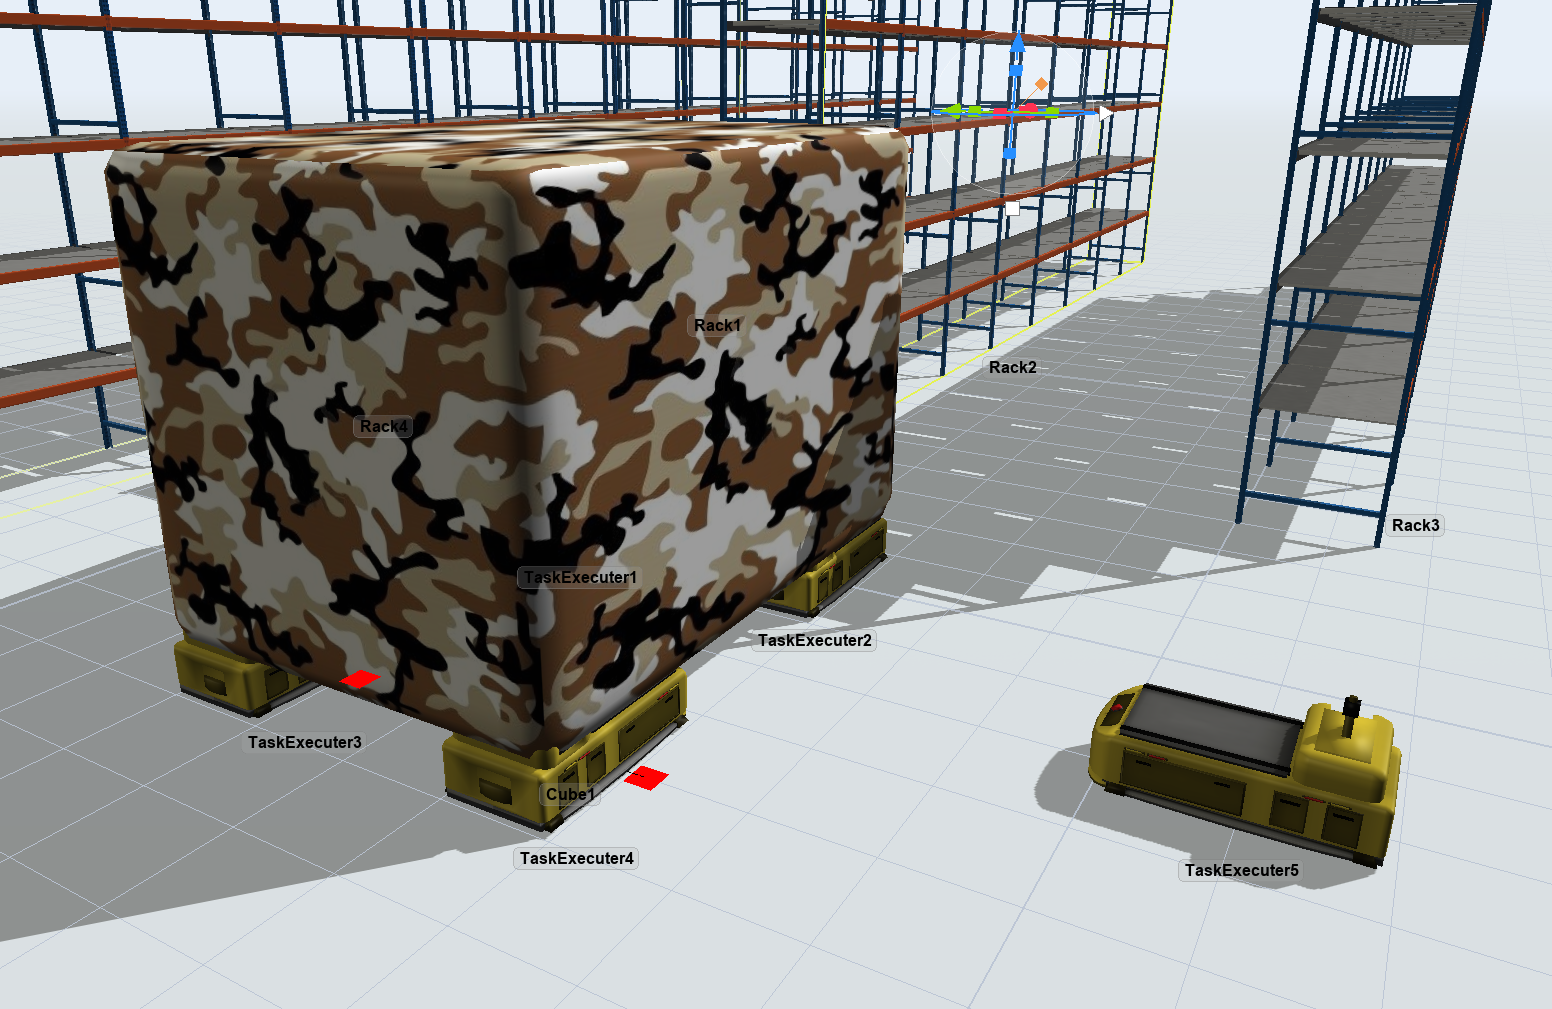 Rack1
Rack2
Rack4
Rack3
TaskExecuter1
TaskExecuter2
TaskExecuter3
Cube1
TaskExecuter4
TaskExecuter5